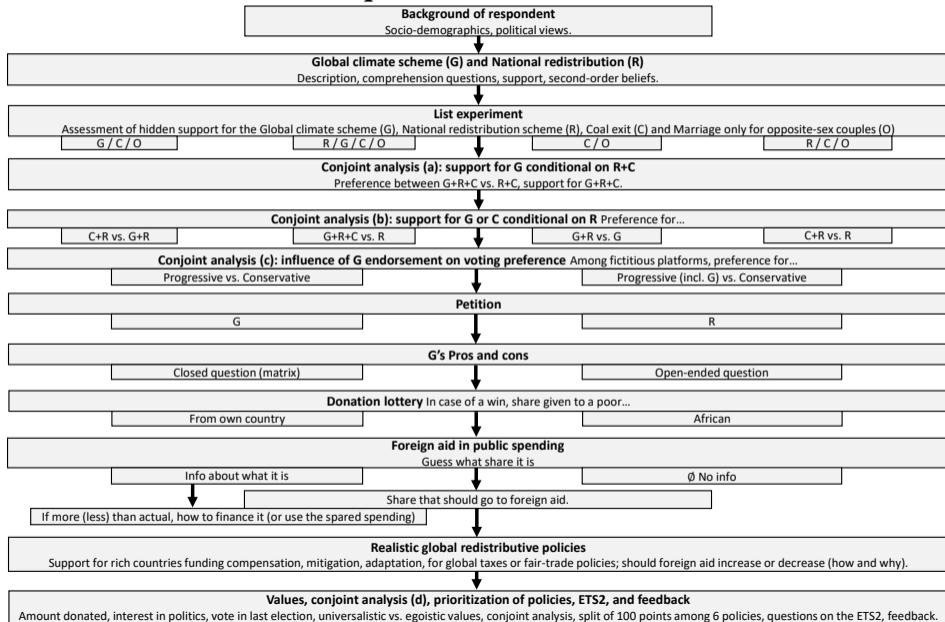 Background of respondent
Socio-demographics, political views.
Global climate scheme (G) and National redistribution (R)
Description, comprehension questions, support, second-order beliefs.
List experiment
Assessment of hidden support for the Global climate scheme (G), National redistribution scheme (R), Coal exit (C) and Marriage only for opposite-sex couples (O)
G / C / O
R / G / C / O
C / O
R / C / O
Conjoint analysis (a): support for G conditional on R+C
Preference between G+R+C vs. R+C, support for G+R+C.
Conjoint analysis (b): support for G or C conditional on R Preference for...
C+R vs. G+R
G+R+C vs. R
G+R vs. G
C+R vs. R
Conjoint analysis (c): influence of G endorsement on voting preference Among fictitious platforms, preference for...
Progressive vs. Conservative
Progressive (incl. G) vs. Conservative
Petition
G
R
G's Pros and cons
Closed question (matrix)
Open-ended question
Donation lottery In case of a win, share given to a poor...
From own country
African
Foreign aid in public spending
Guess what share it is
Info about what it is
Ø No info
Share that should go to foreign aid.
If more (less) than actual, how to finance it (or use the spared spending)
Realistic global redistributive policies
Support for rich countries funding compensation, mitigation, adaptation, for global taxes or fair-trade policies; should foreign aid increase or decrease (how and why).
Values, conjoint analysis (d), prioritization of policies, ETS2, and feedback
Amount donated, interest in politics, vote in last election, universalistic vs. egoistic values, conjoint analysis, split of 100 points among 6 policies, questions on the ETS2, feedback.